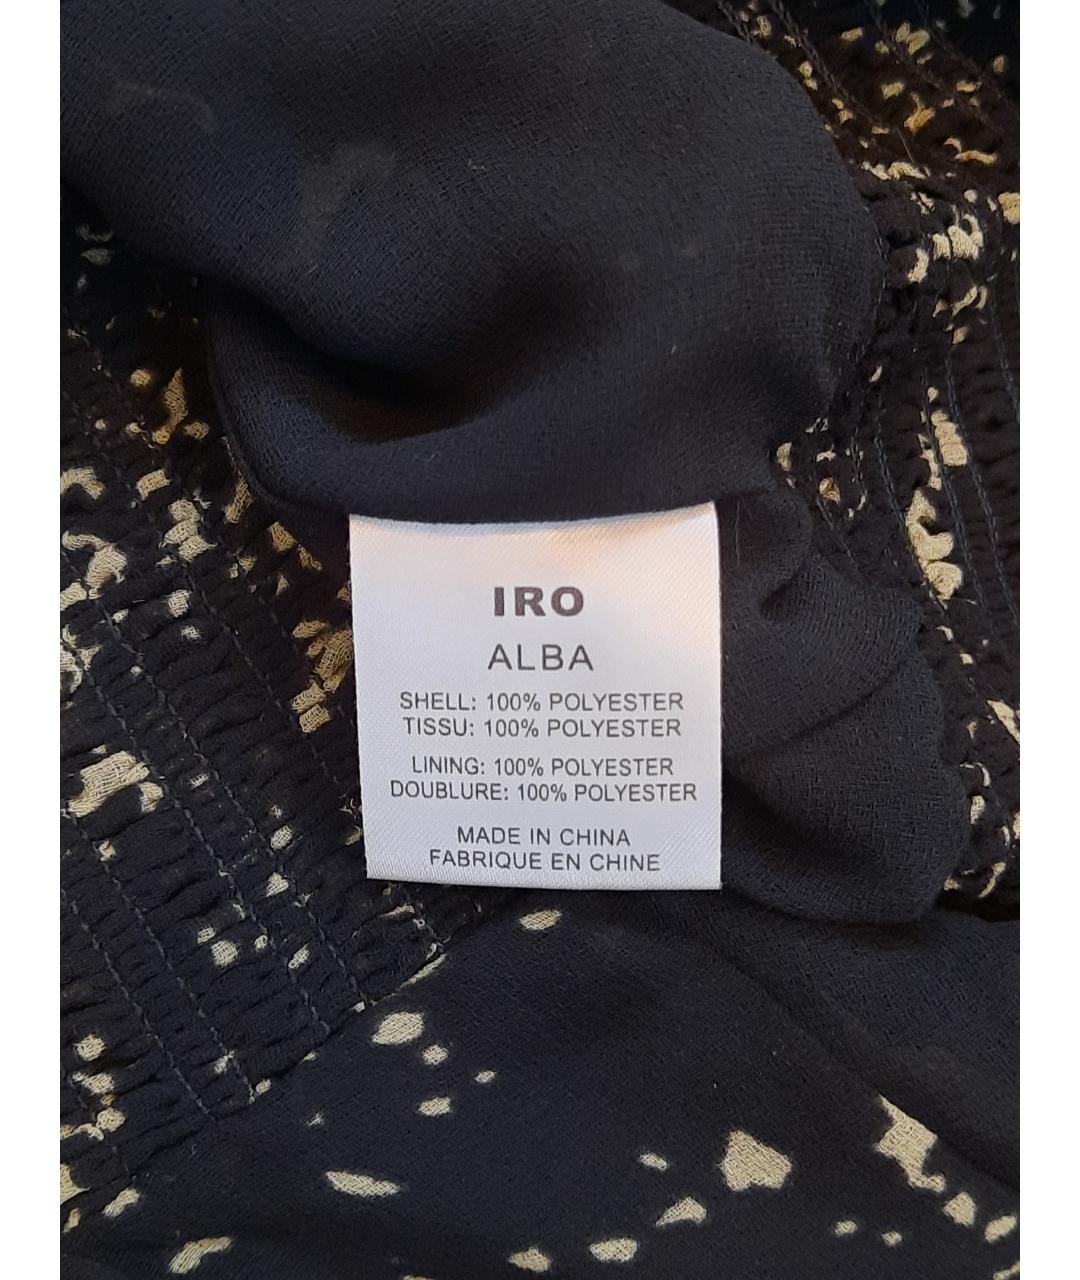 IRO
ALBA
SHELL: 100% POLYESTER
TISSU: 100% POLYESTER
LINING: 100% POLYESTER
DOUBLURE: 100% POLYESTER
MADE IN CHINA
FABRIQUE EN CHINE